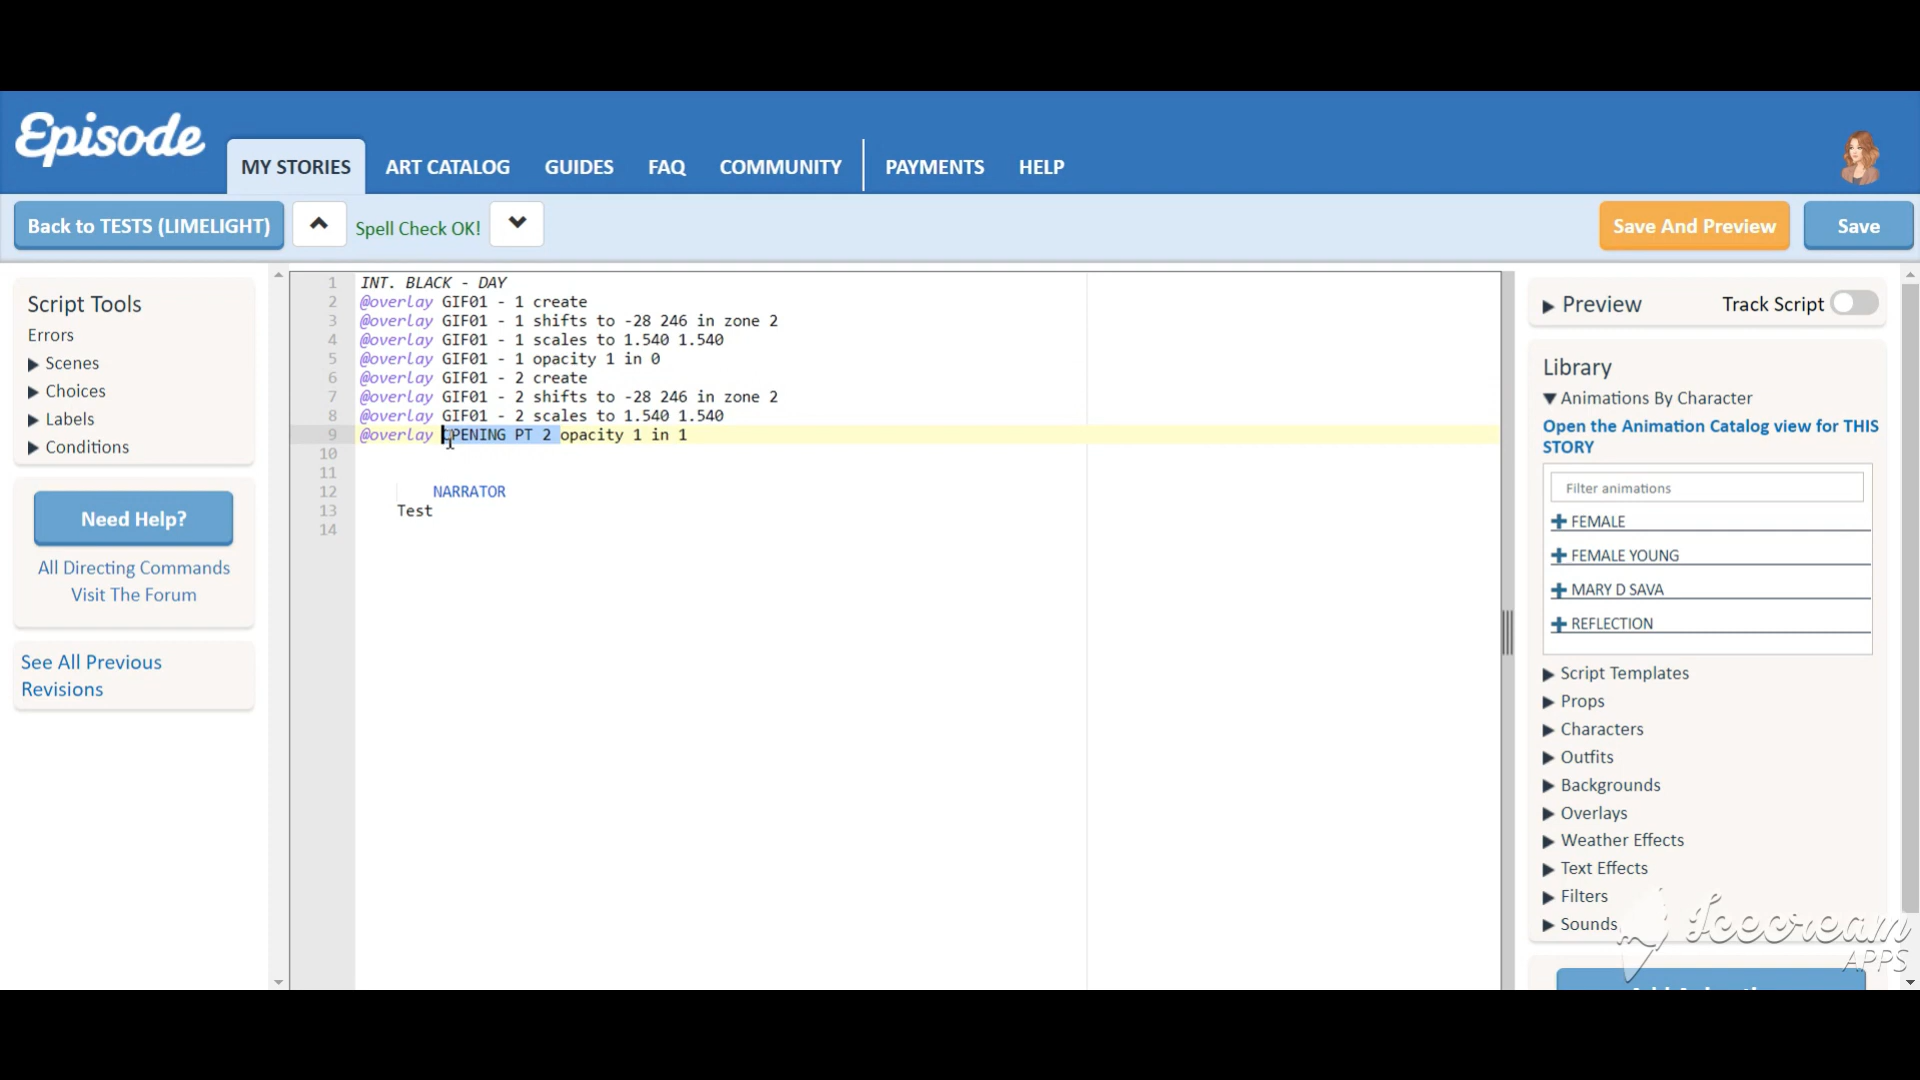 Episode
MY STORIES
ART CATALOG
GUIDES
FAQ
COMMUNITY
PAYMENTS
HELP
Back to TESTS (LIMELIGHT)
Spell Check OK!
Save And Preview
Save
Script Tools
Errors
Scenes
Choices
Labels
Conditions
Need Help?
All Directing Commands
Visit The Forum
See All Previous
Revisions
1 INT. BLACK - DAY
2 @overlay GIF01 - 1 create
3 @overlay GIF01 - 1 shifts to -28 246 in zone 2
4 @overlay GIF01 - 1 scales to 1.540 1.540
5 @overlay GIF01 - 1 opacity 1 in 0
6 @overlay GIF01 - 2 create
7 @overlay GIF01 - 2 shifts to -28 246 in zone 2
8 @overlay GIF01 - 2 scales to 1.540 1.540
9 @overlay OPENING PT 2 opacity 1 in 1
10
11
12 NARRATOR
13 Test
14
Preview
Track Script
Library
Animations By Character
Open the Animation Catalog view for THIS
STORY
Filter animations
FEMALE
FEMALE YOUNG
MARY D SAVA
REFLECTION
Script Templates
Props
Characters
Outfits
Backgrounds
Overlays
Weather Effects
Text Effects
Filters
Sounds
Icecream
APPS